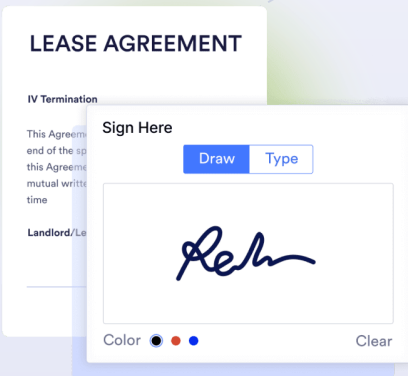 LEASE AGREEMENT
IV Termination
This Agreem
end of the sp
this Agreeme
mutual writte
time
Landlord/Le
Sign Here
Draw Type
Color Clear